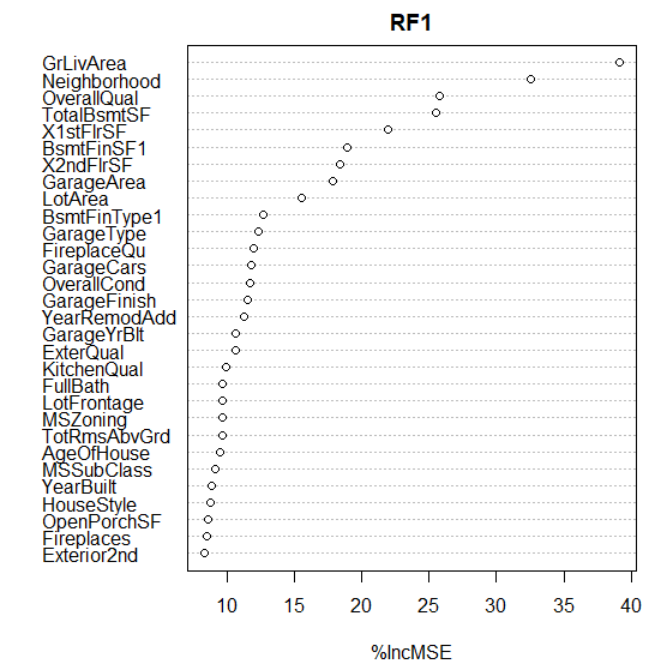 RF1
GrLivArea
Neighborhood
OverallQual
TotalBsmtSF
X1stFlrSF
BsmtFinSF1
X2ndFlrSF
GarageArea
LotArea
BsmtFinType1
GarageType
FireplaceQu
GarageCars
OverallCond
GarageFinish
YearRemodAdd
GarageYrBlt
ExterQual
KitchenQual
FullBath
LotFrontage
MSZoning
TotRmsAbvGrd
AgeOfHouse
MSSubClass
YearBuilt
HouseStyle
OpenPorchSF
Fireplaces
Exterior2nd
10 15 20 25 30 35 40
%IncMSE